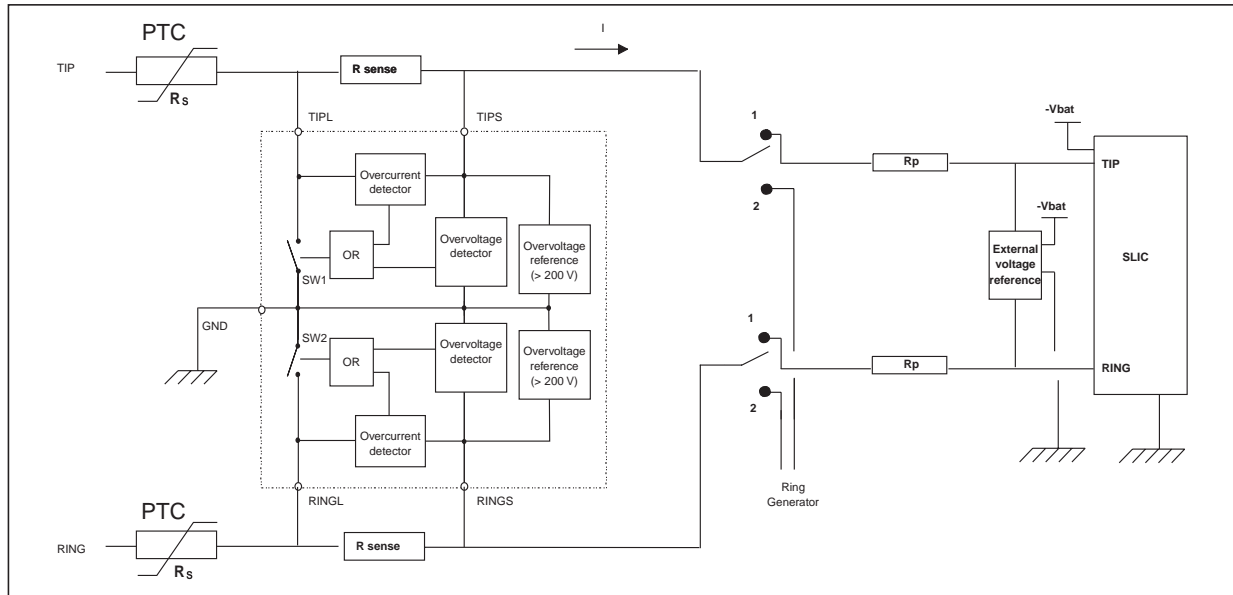 PTC
I
TIP
R sense
Rs
TIPL
TIPS
1
-Vbat
Overcurrent
detector
Rp
TIP
2
-Vbat
OR
Overvoltage
detector
Overvoltage
reference
(> 200 V)
External
voltage
reference
SLIC
SW1
GND
SW2
1
OR
Overvoltage
detector
Overvoltage
reference
(> 200 V)
Rp
RING
2
Overcurrent
detector
RINGL
RINGS
Ring
Generator
PTC
RING
R sense
Rs